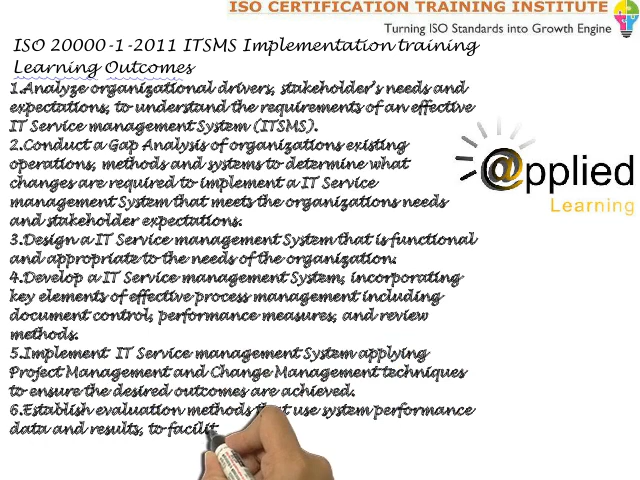 ISO CERTIFICATION TRAINING INSTITUTE
Turning ISO Standards into Growth Engine
ISO 20000-1-2011 ITSMS Implementation training
Learning Outcomes
1.Analyze organizational drivers, stakeholder's needs and
expectations, to understand the requirements of an effective
IT Service management System (ITSMS).
2.Conduct a Gap Analysis of organizations existing
operations, methods and systems to determine what
changes are required to implement a IT Service
management System that meets the organizations needs
and stakeholder expectations.
3.Design a IT Service management System that is functional
and appropriate to the needs of the organization.
4.Develop a IT Service management System, incorporating
key elements of effective process management including
document control, performance measures, and review
methods.
5.Implement IT Service management System applying
Project Management and Change Management techniques
to ensure the desired outcomes are achieved.
6.Establish evaluation methods that use system performance
data and results, to facilit
@pplied
Learning